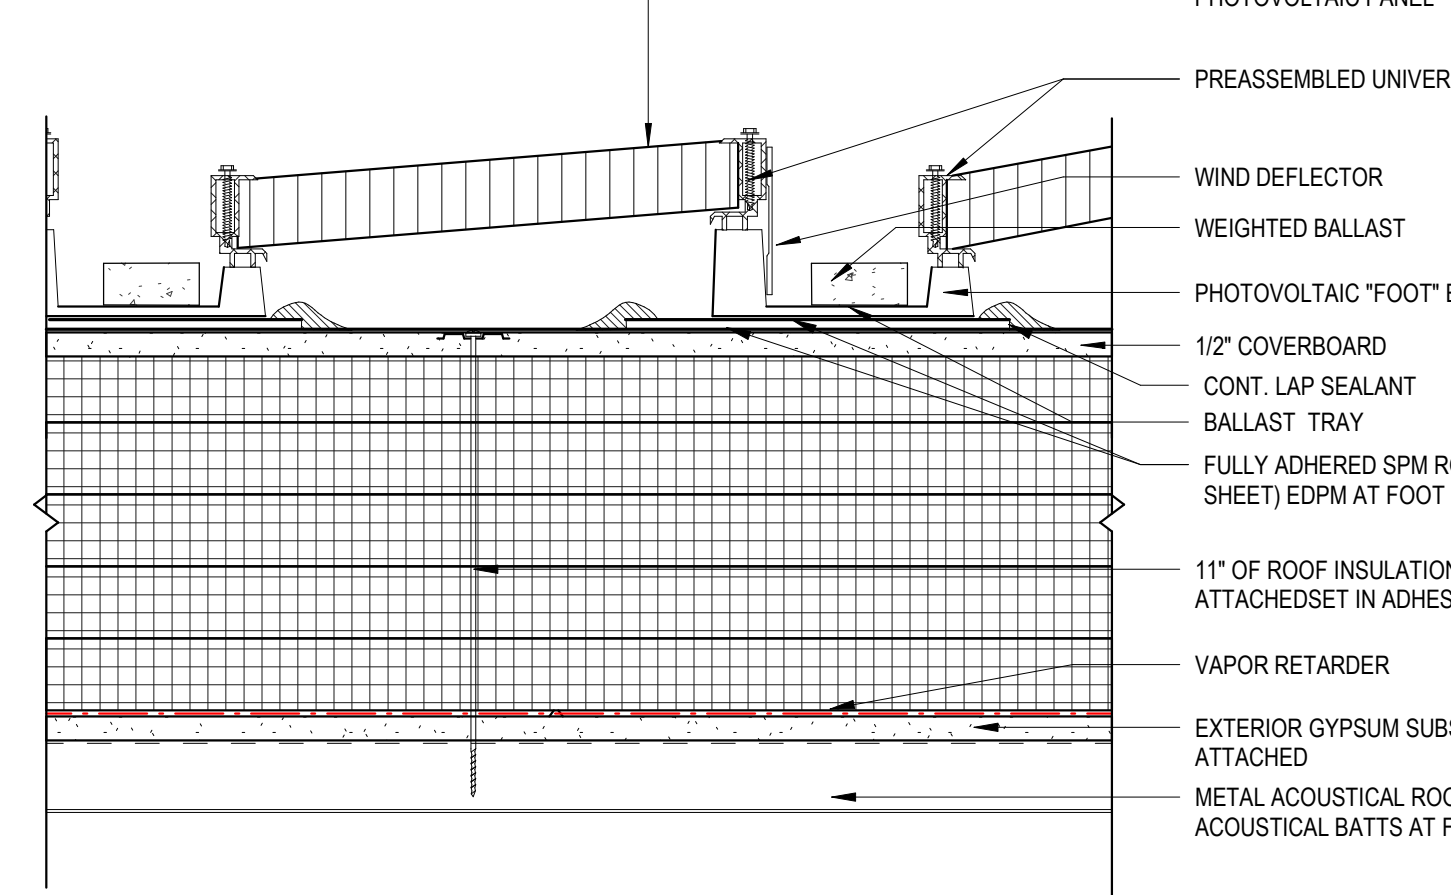 PHOTOVOLTAIC PANEL
PREASSEMBLED UNIVER
WIND DEFLECTOR
WEIGHTED BALLAST
PHOTOVOLTAIC "FOOT"
1/2" COVERBOARD
CONT. LAP SEALANT
BALLAST TRAY
FULLY ADHERED SPM
SHEET) EDPM AT FOOT
11" OF ROOF INSULATION
ATTACHEDSET IN ADHES
VAPOR RETARDER
EXTERIOR GYPSUM SUBS
ATTACHED
METAL ACOUSTICAL ROO
ACOUSTICAL BATTS AT